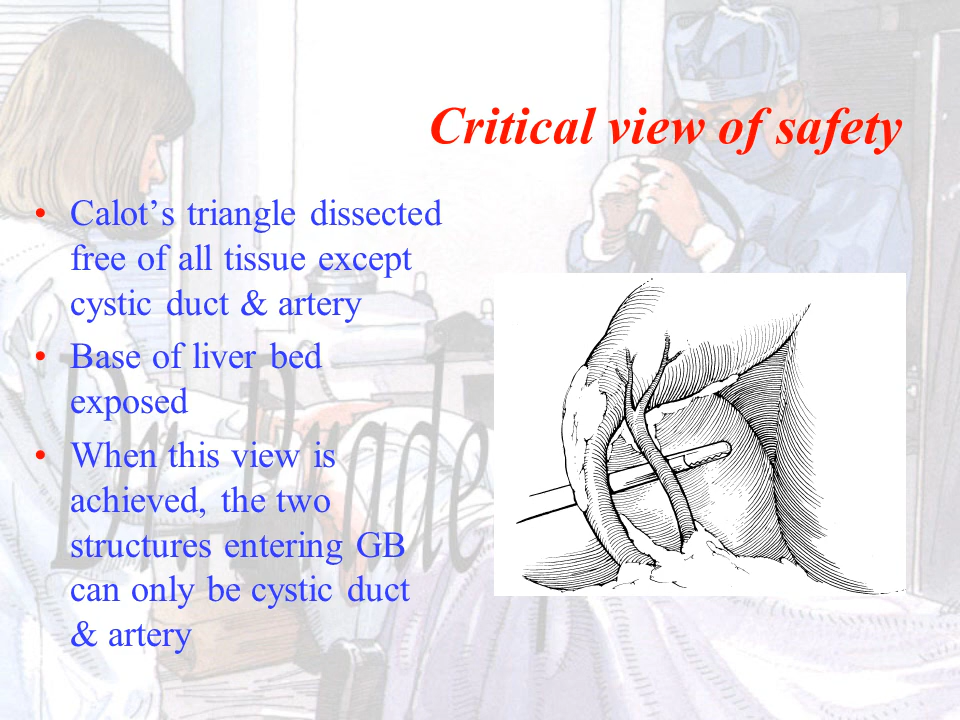 Critical view of safety
• Calot’s triangle dissected
free of all tissue except
cystic duct & artery
• Base of liver bed
exposed
• When this view is
achieved, the two
structures entering GB
can only be cystic duct
& artery